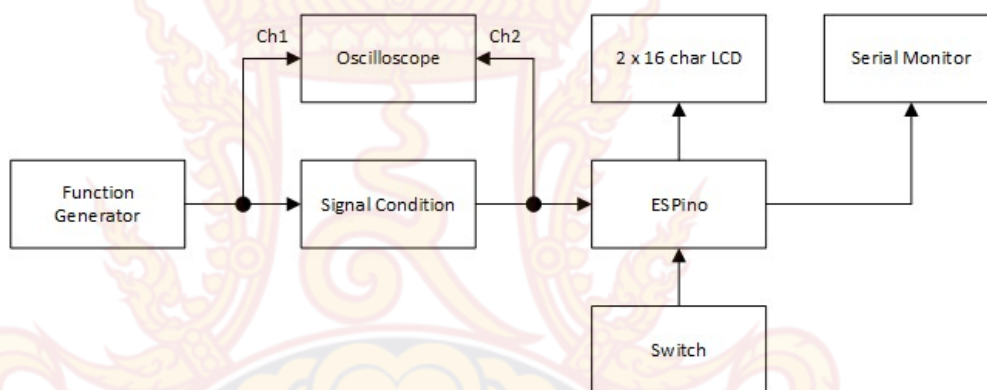 Ch1
Ch2
Oscilloscope
2 x 16 char LCD
Serial Monitor
Function
Generator
Signal Condition
ESPino
Switch